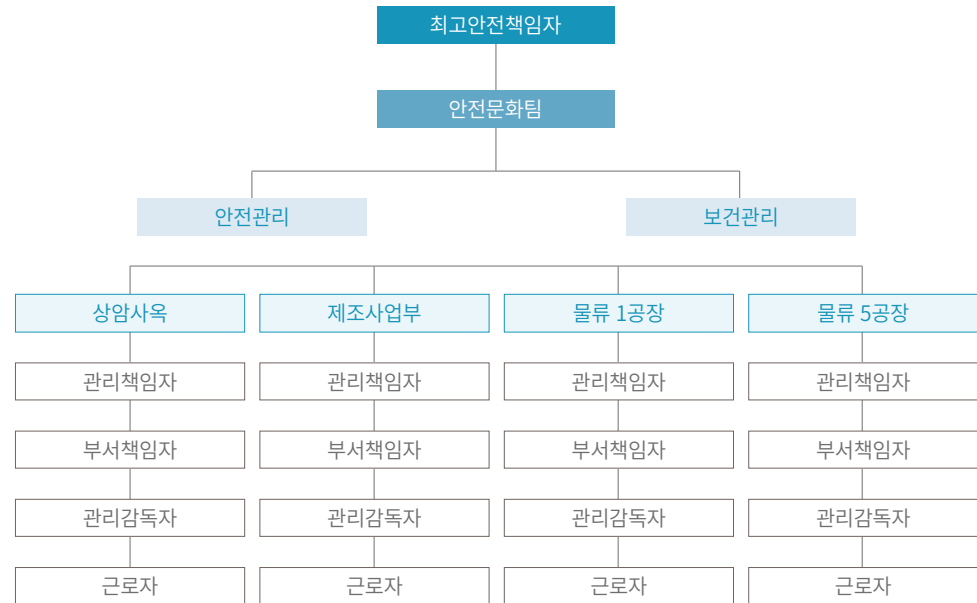 최고안전책임자
안전문화팀
안전관리
보건관리
상암사옥
제조사업부
물류 1공장
물류 5공장
관리책임자
관리책임자
관리책임자
관리책임자
부서책임자
부서책임자
부서책임자
부서책임자
관리감독자
관리감독자
관리감독자
관리감독자
근로자
근로자
근로자
근로자